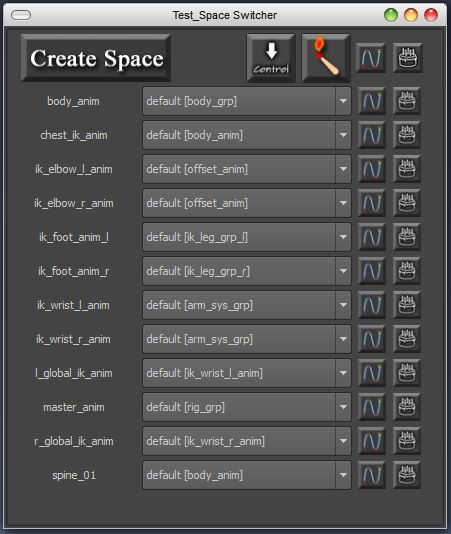 Test_Space Switcher
Create Space
Control
body_anim default [body_grp]
chest_ik_anim default [body_anim]
ik_elbow_l_anim default [offset_anim]
ik_elbow_r_anim default [offset_anim]
ik_foot_anim_l default [ik_leg_grp_l]
ik_foot_anim_r default [ik_leg_grp_r]
ik_wrist_l_anim default [arm_sys_grp]
ik_wrist_r_anim default [arm_sys_grp]
l_global_ik_anim default [ik_wrist_l_anim]
master_anim default [rig_grp]
r_global_ik_anim default [ik_wrist_r_anim]
spine_01 default [body_anim]